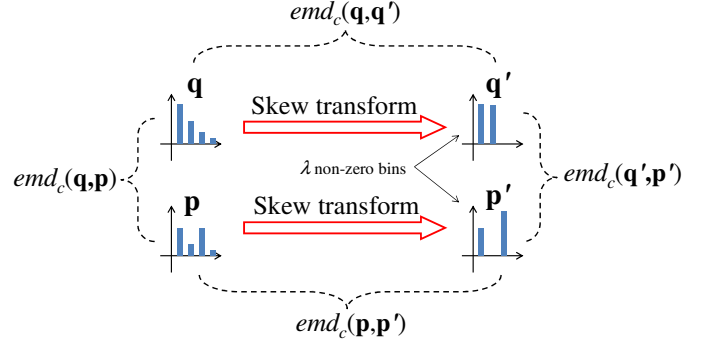 emd_c(q,q′)
q
q′
Skew transform
emd_c(q,p)
λ non-zero bins
emd_c(q′,p′)
p
p′
Skew transform
emd_c(p,p′)